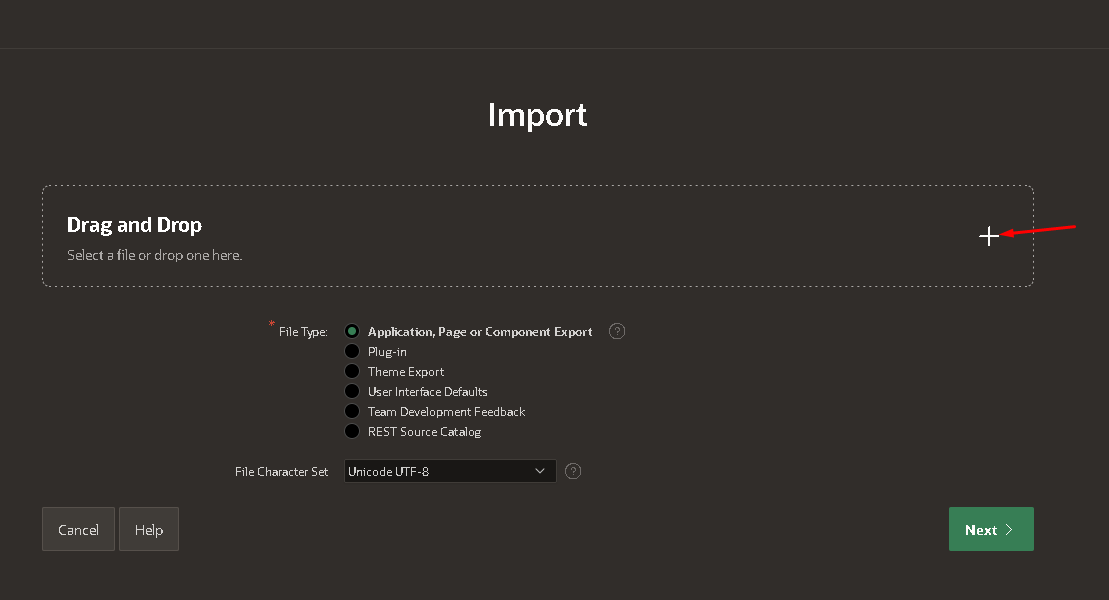 Import
Drag and Drop
Select a file or drop one here.
* File Type:
Application, Page or Component Export ?
Plug-in
Theme Export
User Interface Defaults
Team Development Feedback
REST Source Catalog
File Character Set Unicode UTF-8 ?
Cancel Help Next